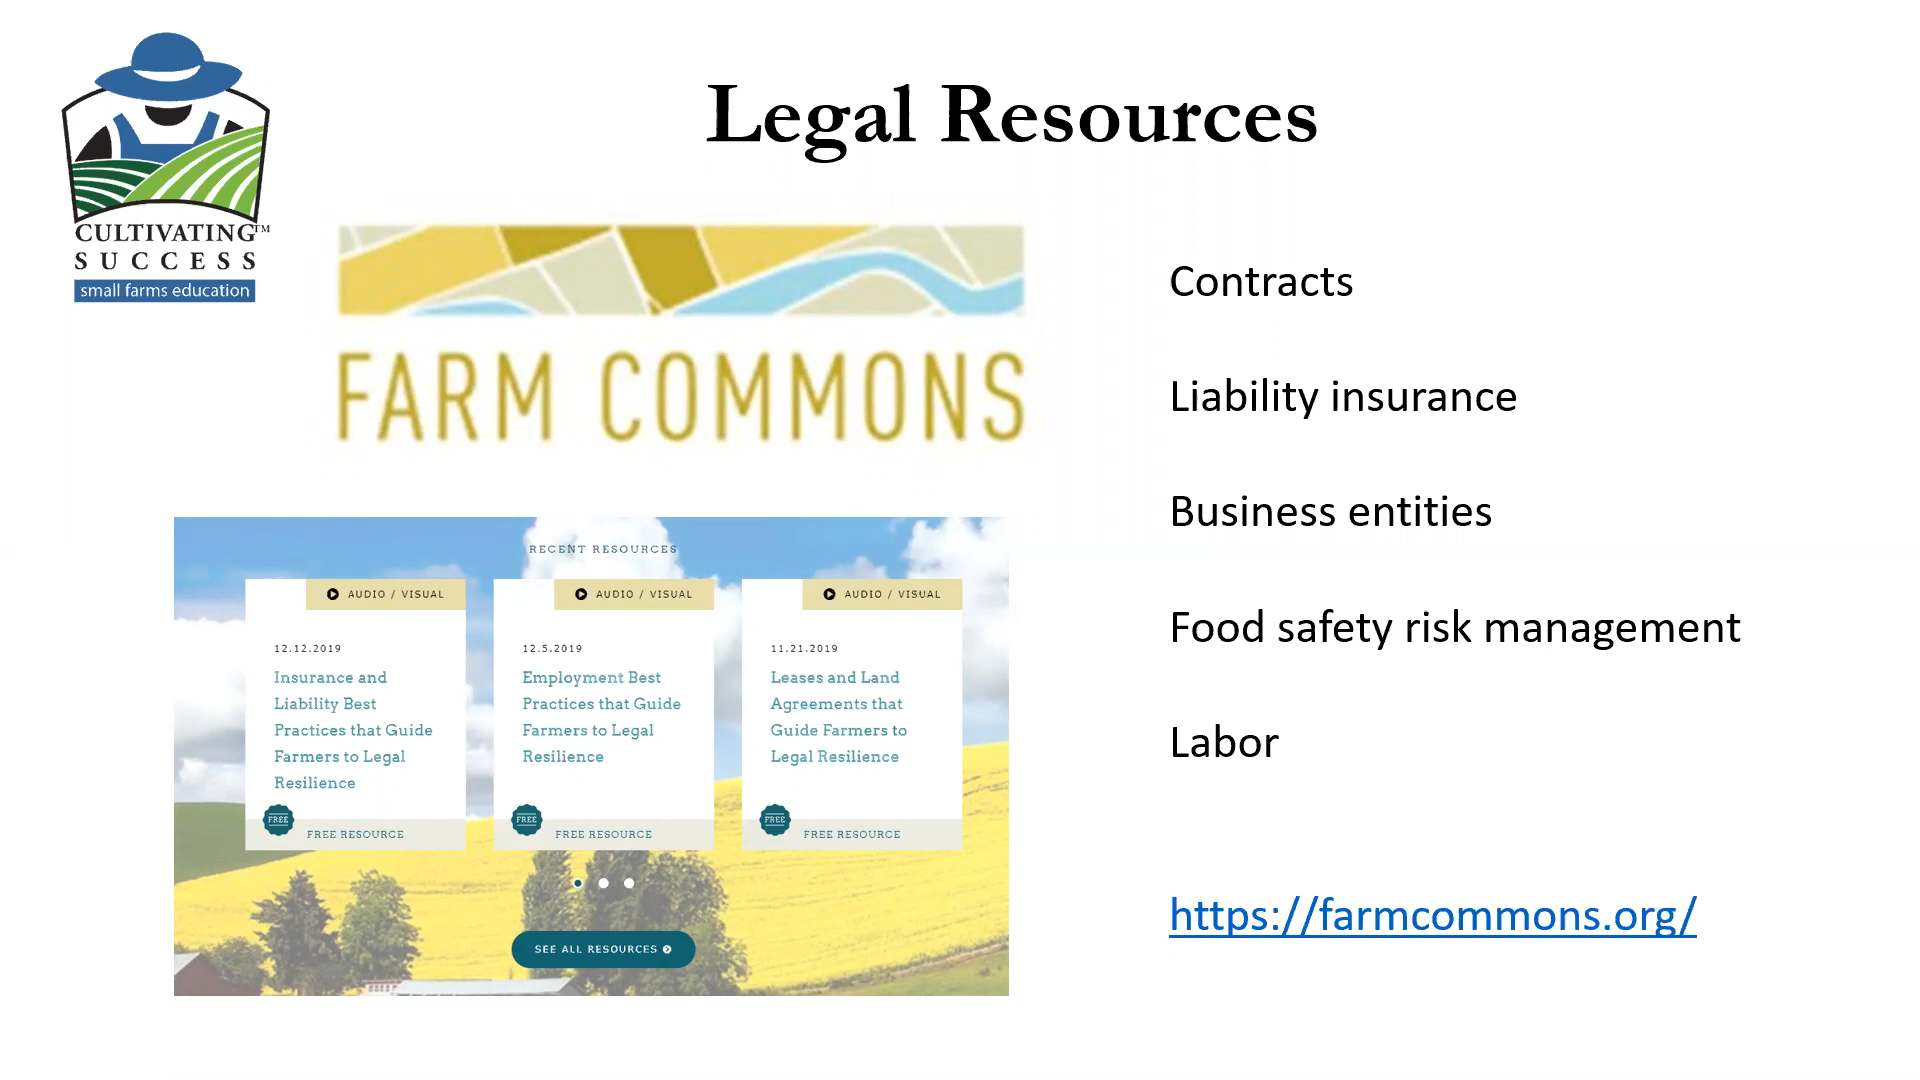 Legal Resources
CULTIVATING™
SUCCESS
small farms education
FARM COMMONS
Contracts
Liability insurance
Business entities
Food safety risk management
Labor
https://farmcommons.org/
RECENT RESOURCES
AUDIO / VISUAL
12.12.2019
Insurance and
Liability Best
Practices that Guide
Farmers to Legal
Resilience
FREE
FREE RESOURCE
AUDIO / VISUAL
12.5.2019
Employment Best
Practices that Guide
Farmers to Legal
Resilience
FREE
FREE RESOURCE
AUDIO / VISUAL
11.21.2019
Leases and Land
Agreements that
Guide Farmers to
Legal Resilience
FREE
FREE RESOURCE
SEE ALL RESOURCES